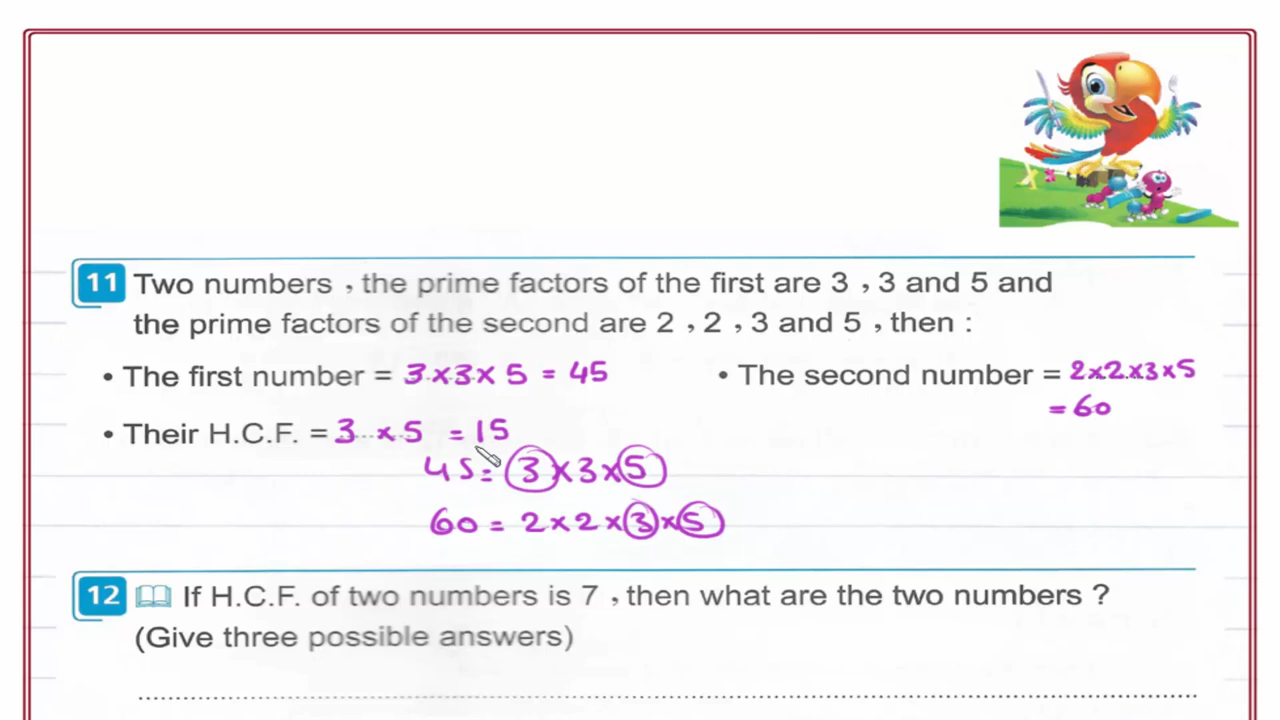 11 Two numbers , the prime factors of the first are 3 , 3 and 5 and
the prime factors of the second are 2 , 2 , 3 and 5 , then :
• The first number = 3 × 3 × 5 = 45 • The second number = 2×2×3×5
= 60
• Their H.C.F. = 3 × 5 = 15
45 = 3 × 3 × 5
60 = 2 × 2 × 3 × 5
12 If H.C.F. of two numbers is 7 , then what are the two numbers ?
(Give three possible answers)